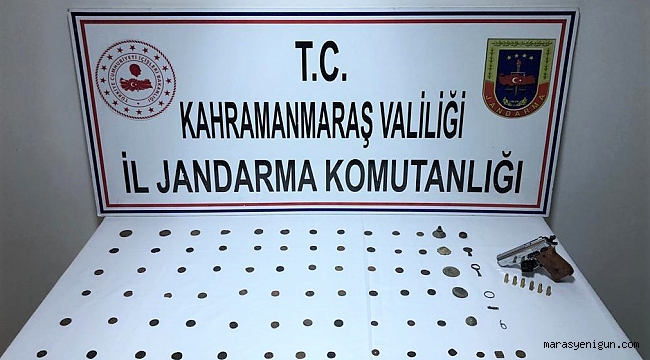 T.C.
KAHRAMANMARAŞ VALİLİĞİ
İL JANDARMA KOMUTANLIĞI
JANDARMA
marasyenigun.com